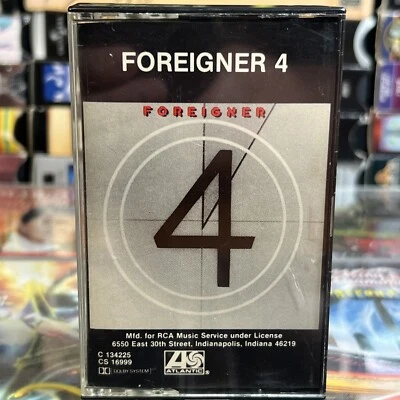 FOREIGNER 4
FOREIGNER
4
Mfd. for RCA Music Service under License
6550 East 30th Street, Indianapolis, Indiana 46219
C 134225
CS 16999
DOLBY SYSTEM
ATLANTIC